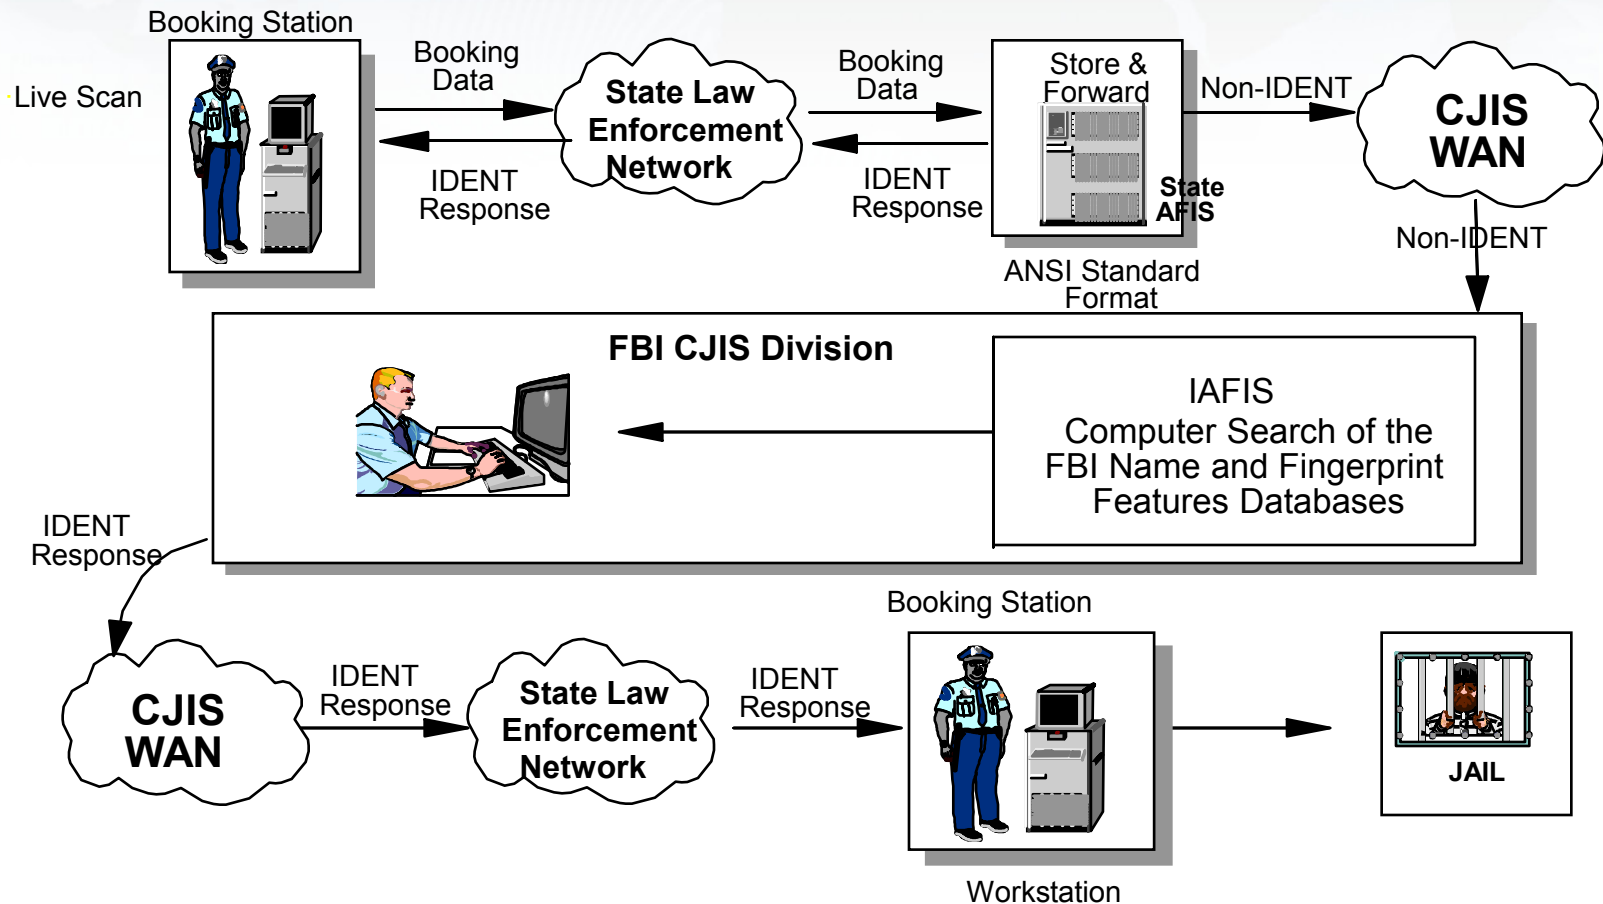 Booking Station
Live Scan
Booking
Data
State Law
Enforcement
Network
IDENT
Response
Booking
Data
IDENT
Response
Store &
Forward
State
AFIS
ANSI Standard
Format
Non-IDENT
CJIS
WAN
Non-IDENT
FBI CJIS Division
IAFIS
Computer Search of the
FBI Name and Fingerprint
Features Databases
IDENT
Response
CJIS
WAN
IDENT
Response
State Law
Enforcement
Network
IDENT
Response
Booking Station
Workstation
JAIL